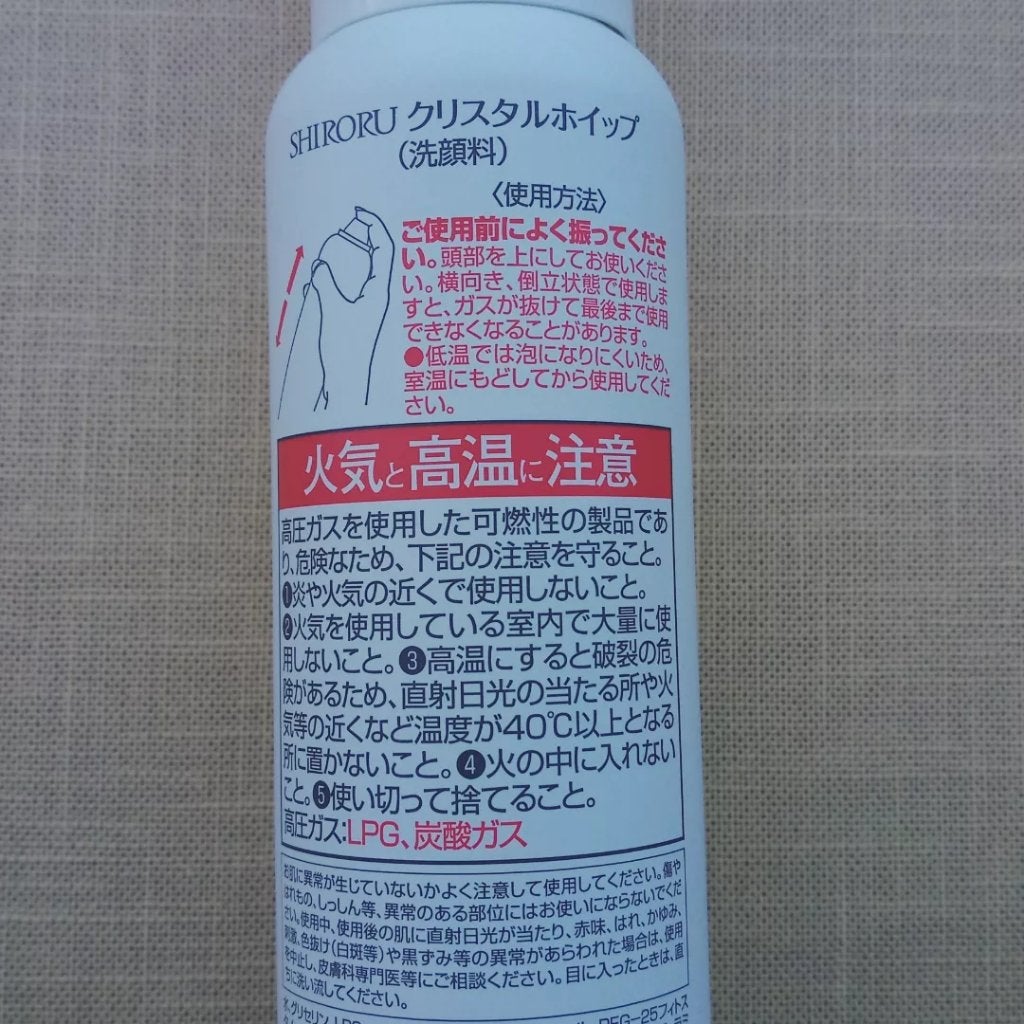 SHIRORU クリスタルホイップ
(洗顔料)
〈使用方法〉
ご使用前によく振ってくださ
い。頭部を上にしてお使いくださ
い。横向き、倒立状態で使用しま
すと、ガスが抜けて最後まで使用
できなくなることがあります。
●低温では泡になりにくいため、
室温にもどしてから使用してくだ
さい。
火気と高温に注意
高圧ガスを使用した可燃性の製品であ
り、危険なため、下記の注意を守ること。
❶炎や火気の近くで使用しないこと。
❷火気を使用している室内で大量に使
用しないこと。❸高温にすると破裂の危
険があるため、直射日光の当たる所や火
気等の近くなど温度が40℃以上となる
所に置かないこと。❹火の中に入れない
こと。❺使い切って捨てること。
高圧ガス:LPG、炭酸ガス
お肌に異常が生じていないかよく注意して使用してください。傷や
はれもの、しっしん等、異常のある部位にはお使いにならないでくだ
さい。使用中、使用後の肌に直射日光が当たり、赤味、はれ、かゆみ、
刺激、色抜け(白斑等)や黒ずみ等の異常があらわれた場合は、使用
を中止し、皮膚科専門医等にご相談ください。目に入ったときは、直
ちに洗い流してください。
水、グリセリン、LPG PEG-25フィトス